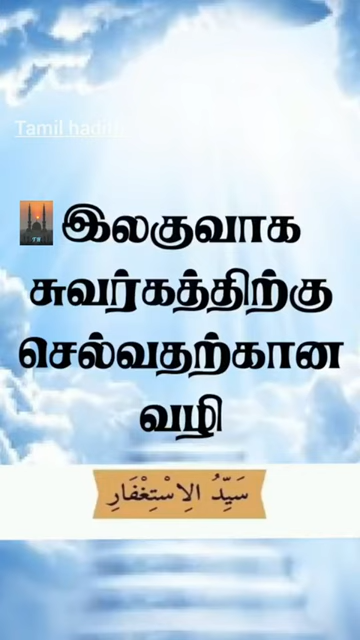 Tamil hadith
இலகுவாக
சுவர்கத்திற்கு
செல்வதற்கான
வழி
سَيِّدُ الِاسْتِغْفَارِ